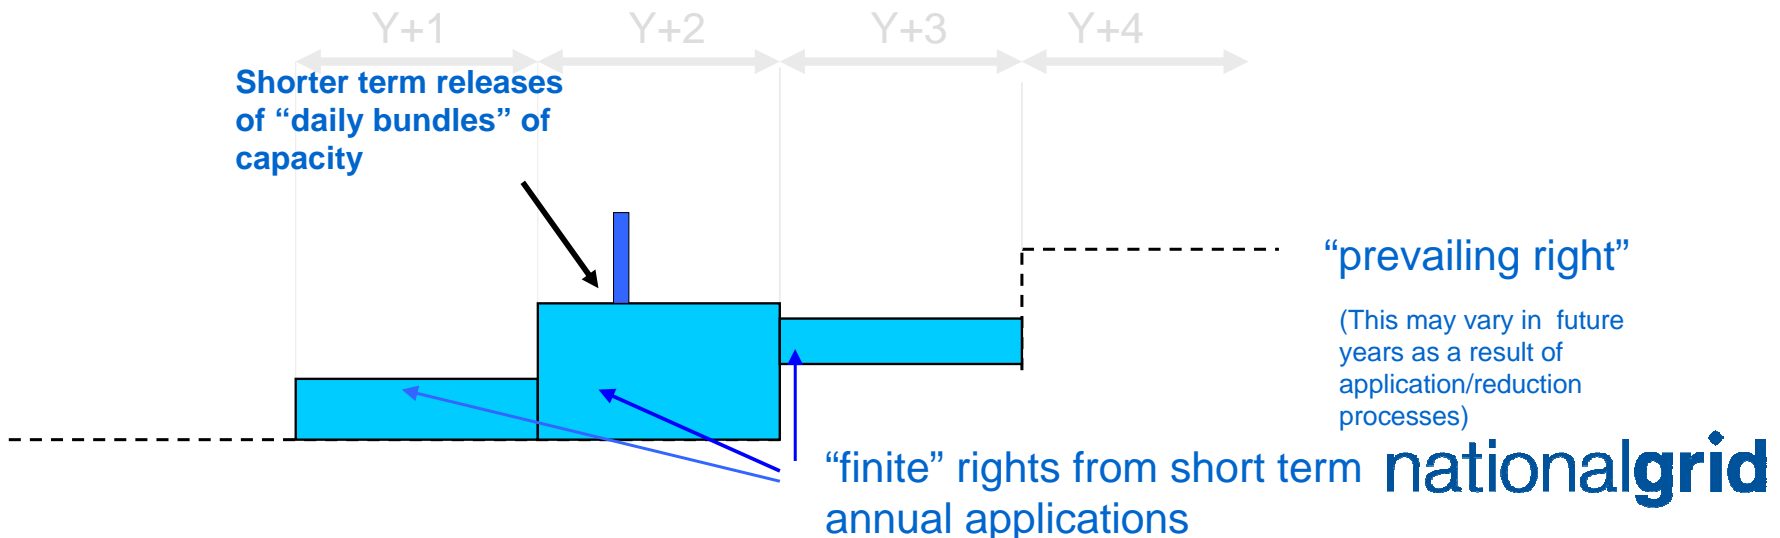 Y+1 Y+2 Y+3 Y+4
Shorter term releases
of “daily bundles” of
capacity
“prevailing right”
(This may vary in future
years as a result of
application/reduction
processes)
“finite” rights from short term
annual applications
nationalgrid